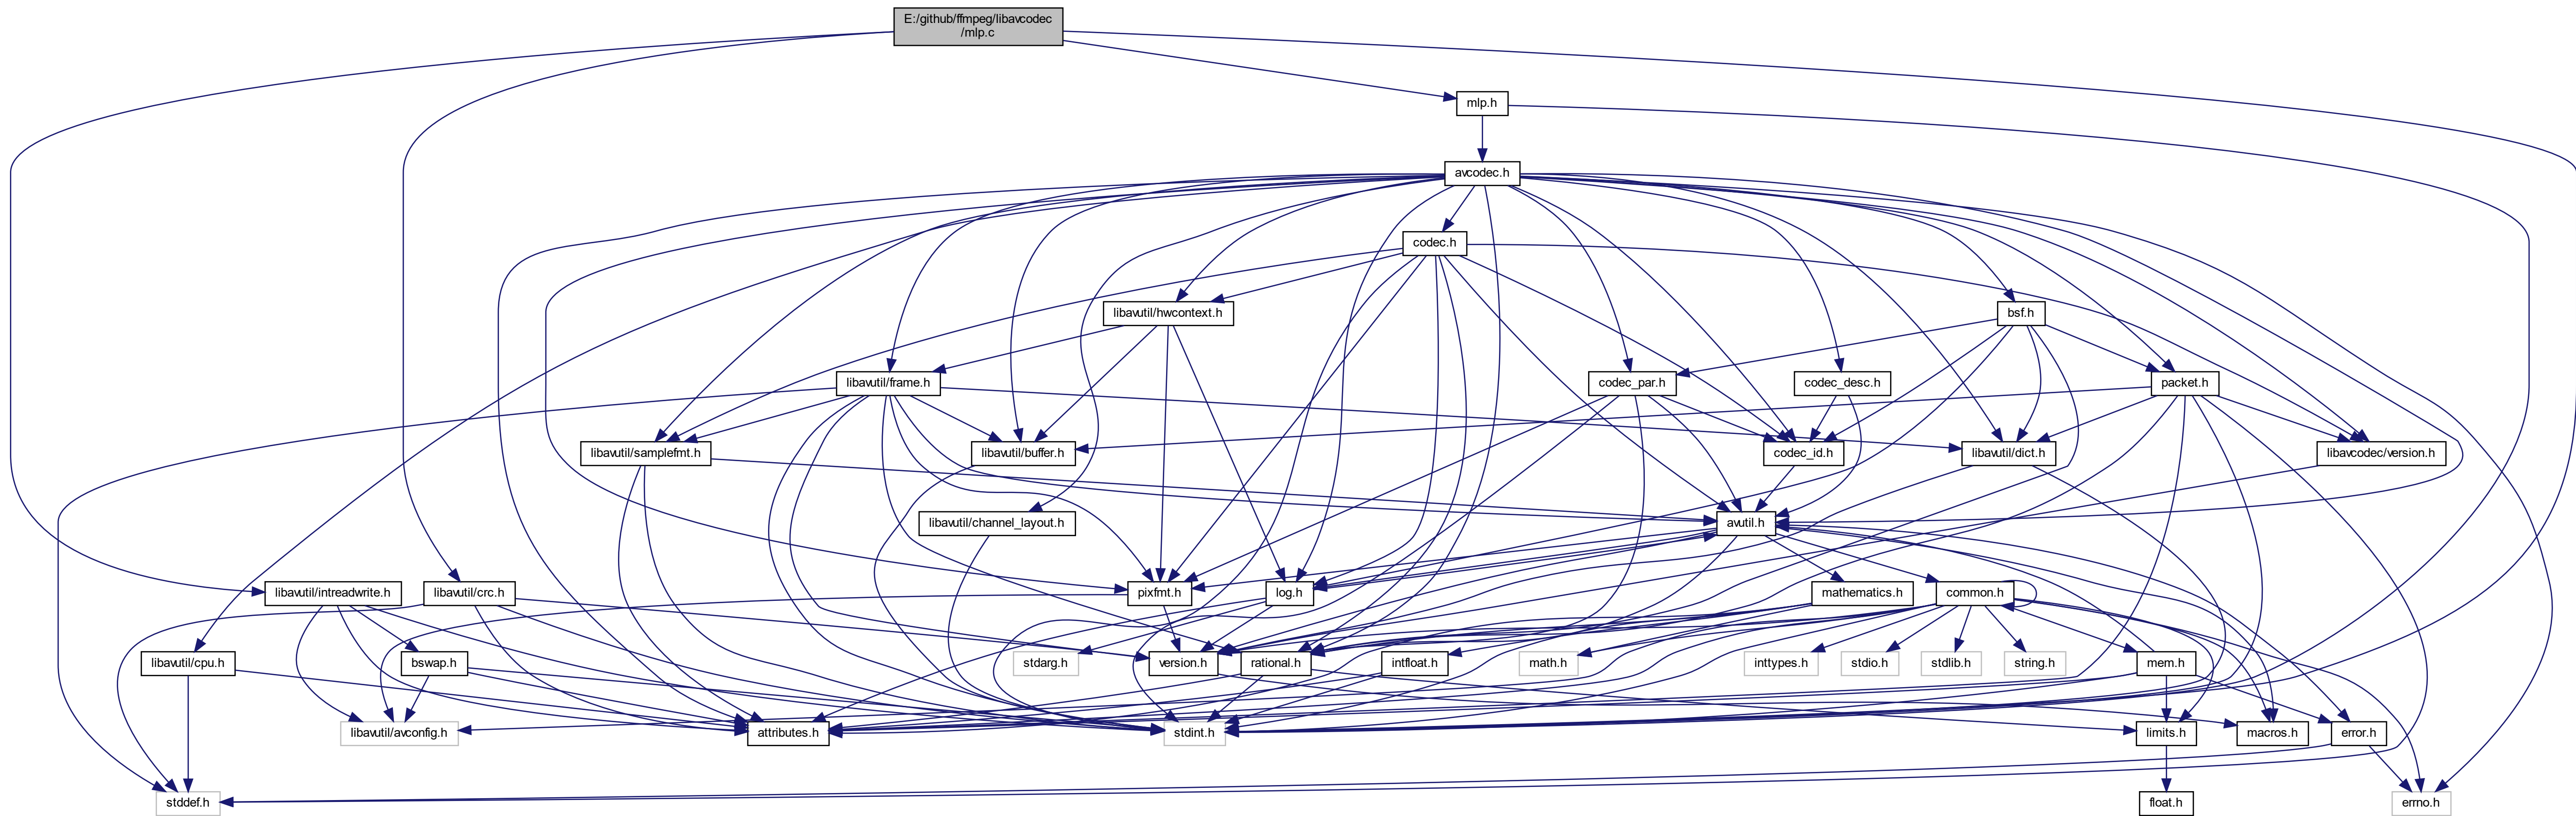 E:/github/ffmpeg/libavcodec
/mlp.c
mlp.h
avcodec.h
codec.h
libavutil/hwcontext.h
bsf.h
libavutil/frame.h
codec_par.h
codec_desc.h
packet.h
libavutil/samplefmt.h
libavutil/buffer.h
codec_id.h
libavutil/dict.h
libavcodec/version.h
libavutil/channel_layout.h
avutil.h
libavutil/intreadwrite.h
libavutil/crc.h
pixfmt.h
log.h
mathematics.h
common.h
libavutil/cpu.h
bswap.h
stdarg.h
version.h
rational.h
intfloat.h
math.h
inttypes.h
stdio.h
stdlib.h
string.h
mem.h
libavutil/avconfig.h
attributes.h
stdint.h
limits.h
macros.h
error.h
stddef.h
float.h
errno.h